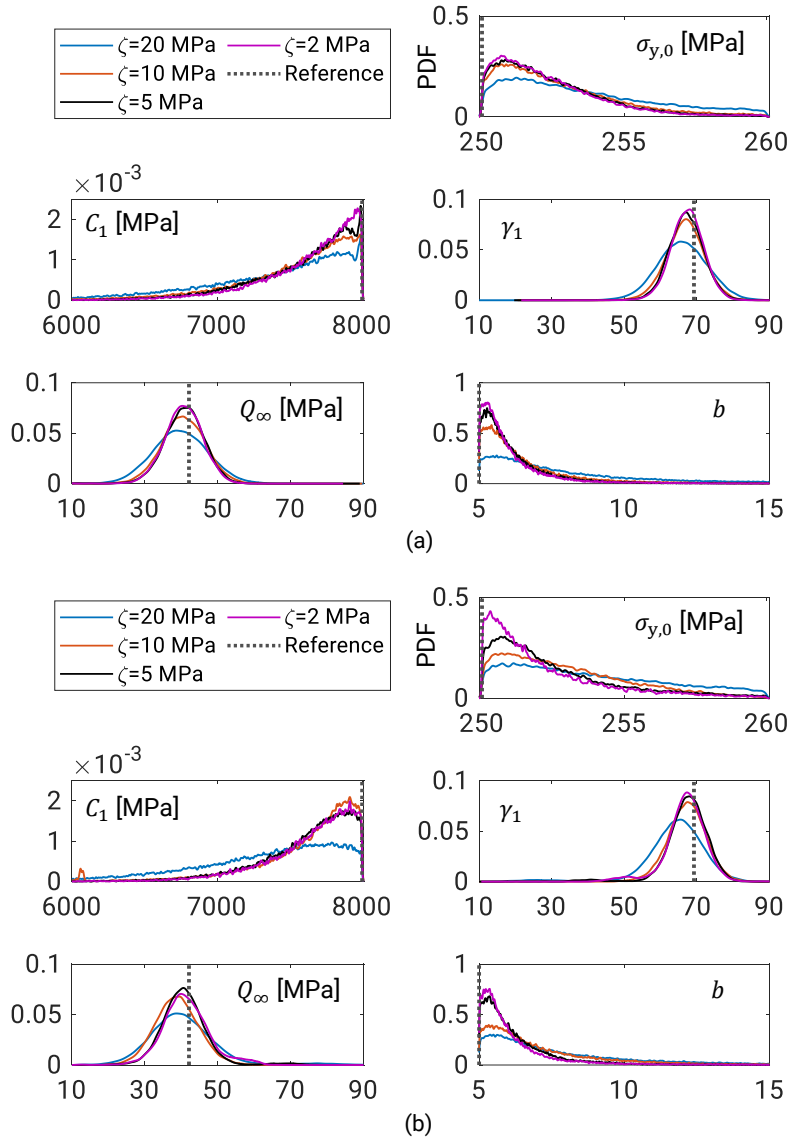 ζ=20 MPa ζ=2 MPa
ζ=10 MPa Reference
ζ=5 MPa
PDF
0.5
0
σy,0 [MPa]
250 255 260
×10⁻³
C₁ [MPa]
2
1
0
6000 7000 8000
0.1
γ₁
0.05
0
10 30 50 70 90
0.1
Q∞ [MPa]
0.05
0
10 30 50 70 90
1
b
0.5
0
5 10 15
(a)
ζ=20 MPa ζ=2 MPa
ζ=10 MPa Reference
ζ=5 MPa
PDF
0.5
0
σy,0 [MPa]
250 255 260
×10⁻³
C₁ [MPa]
2
1
0
6000 7000 8000
0.1
γ₁
0.05
0
10 30 50 70 90
0.1
Q∞ [MPa]
0.05
0
10 30 50 70 90
1
b
0.5
0
5 10 15
(b)